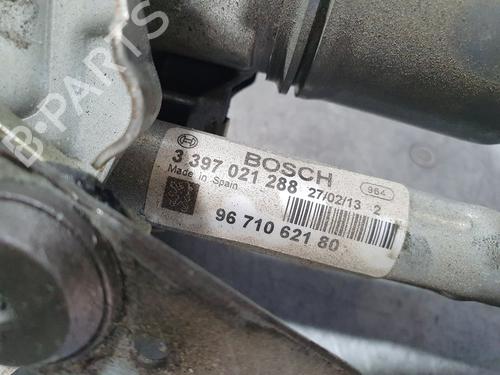 B-PARTS
BOSCH
3 397 021 288
27/02/13 2
964
Made in Spain
96 710 621 80